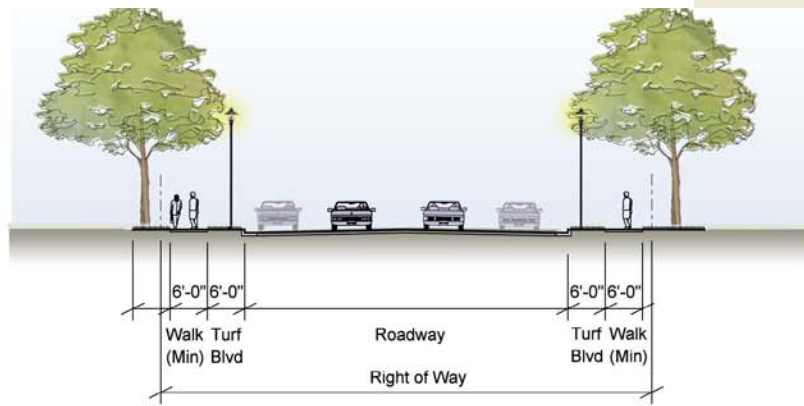 6'-0" 6'-0" 6'-0" 6'-0"
Walk Turf Roadway Turf Walk
(Min) Blvd Blvd (Min)
Right of Way